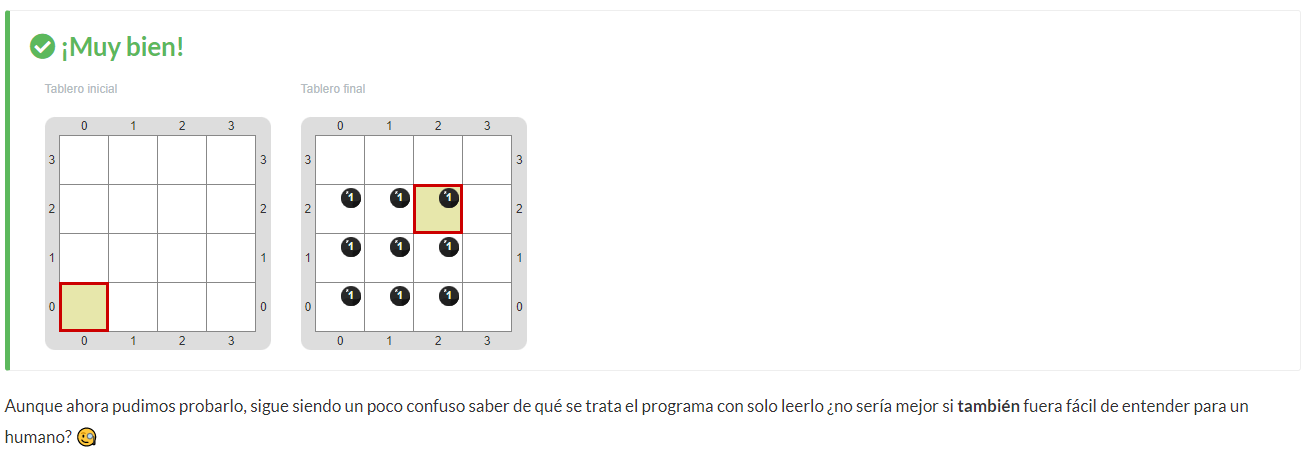 ¡Muy bien!
Tablero inicial Tablero final
0 1 2 3 0 1 2 3
3 3 3 3
2 2 2 1 1 1 2
1 1 1 1 1 1 1
0 0 0 1 1 1 0
0 1 2 3 0 1 2 3
Aunque ahora pudimos probarlo, sigue siendo un poco confuso saber de qué se trata el programa con solo leerlo ¿no sería mejor si también fuera fácil de entender para un
humano?